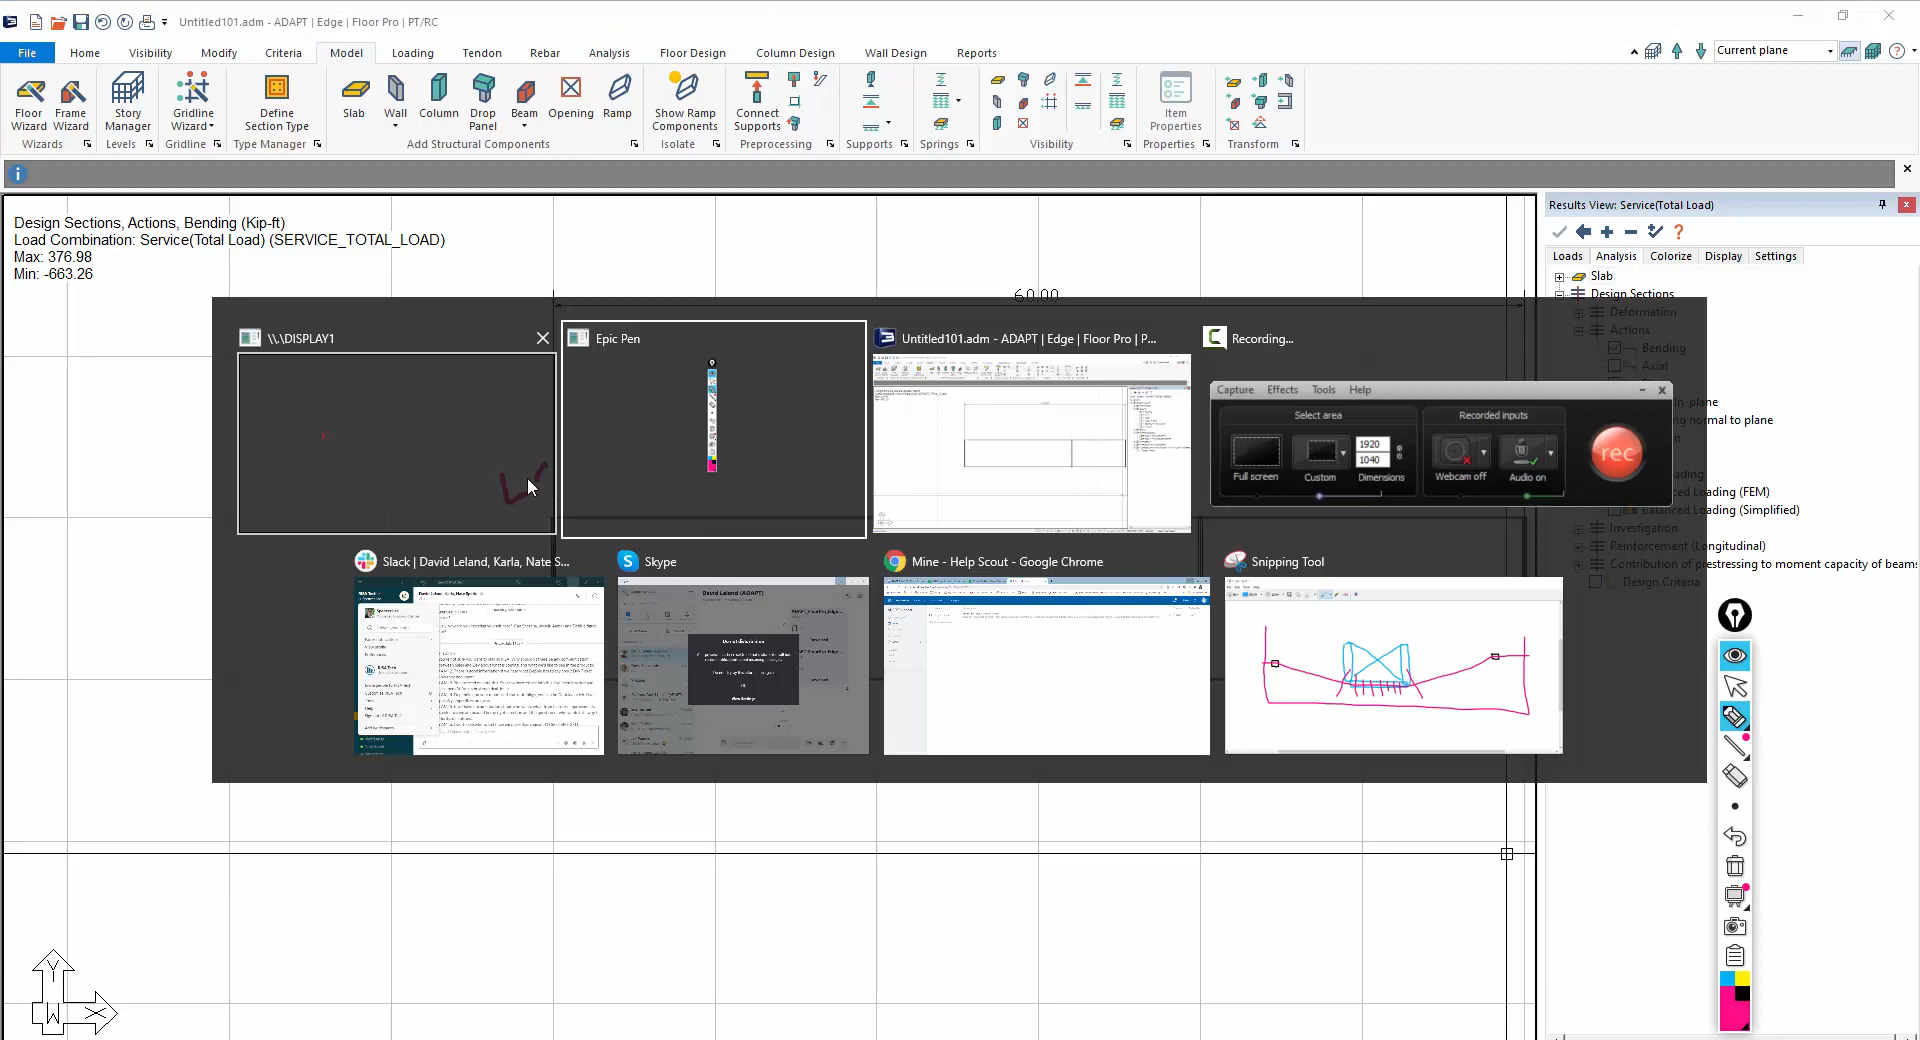 Untitled101.adm - ADAPT | Edge | Floor Pro | PT/RC
File Home Visibility Modify Criteria Model Loading Tendon Rebar Analysis Floor Design Column Design Wall Design Reports
Current plane
Floor Wizard
Frame Wizard
Story Manager
Gridline Wizard
Define Section Type
Slab
Wall
Column
Drop Panel
Beam
Opening
Ramp
Show Ramp Components
Connect Supports
Item Properties
Wizards Levels Gridline Type Manager Add Structural Components Isolate Preprocessing Supports Springs Visibility Properties Transform
Design Sections, Actions, Bending (Kip-ft)
Load Combination: Service(Total Load) (SERVICE_TOTAL_LOAD)
Max: 376.98
Min: -663.26
60.00
Results View: Service(Total Load)
Loads Analysis Colorize Display Settings
Slab
Design Sections
Deformation
Actions
Bending
Axial
n-plane
ng normal to plane
ading
nced Loading (FEM)
Balanced Loading (Simplified)
Investigation
Reinforcement (Longitudinal)
Contribution of prestressing to moment capacity of beams
Design Criteria
\\.\DISPLAY1
Epic Pen
Untitled101.adm - ADAPT | Edge | Floor Pro | P...
Recording...
Capture Effects Tools Help
Select area
Recorded inputs
Full screen
Custom
1920
1040
Dimensions
Webcam off
Audio on
rec
Slack | David Leland, Karla, Nate S...
Skype
David Leland (ADAPT)
Mine - Help Scout - Google Chrome
Snipping Tool
Y
W
X